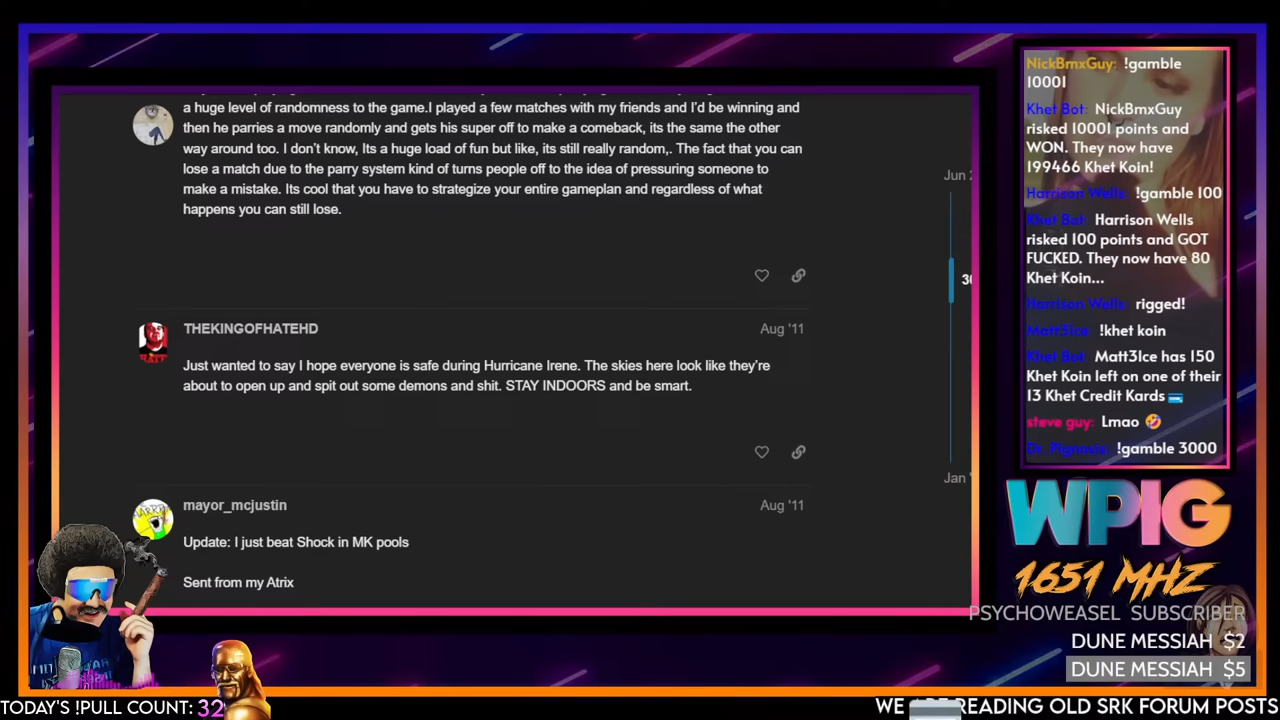 a huge level of randomness to the game.I played a few matches with my friends and I'd be winning and
then he parries a move randomly and gets his super off to make a comeback, its the same the other
way around too. I don't know, Its a huge load of fun but like, its still really random,. The fact that you can
lose a match due to the parry system kind of turns people off to the idea of pressuring someone to
make a mistake. Its cool that you have to strategize your entire gameplan and regardless of what
happens you can still lose.
THEKINGOFHATEHD
Aug '11
Just wanted to say I hope everyone is safe during Hurricane Irene. The skies here look like they're
about to open up and spit out some demons and shit. STAY INDOORS and be smart.
mayor_mcjustin
Aug '11
Update: I just beat Shock in MK pools
Sent from my Atrix
Jun 2
Jan '
NickBmxGuy: !gamble
10001
Khet Bot: NickBmxGuy
risked 10001 points and
WON. They now have
199466 Khet Koin!
Harrison Wells: !gamble 100
Khet Bot: Harrison Wells
risked 100 points and GOT
FUCKED. They now have 80
Khet Koin...
Harrison Wells: rigged!
Matt3Ice: !khet koin
Khet Bot: Matt3Ice has 150
Khet Koin left on one of their
13 Khet Credit Kards
steve guy: Lmao
Dr. Pignosis: !gamble 3000
WPIG
1651 MHZ
PSYCHOWEASEL SUBSCRIBER
DUNE MESSIAH $2
DUNE MESSIAH $5
TODAY'S !PULL COUNT: 32
WE ARE READING OLD SRK FORUM POSTS